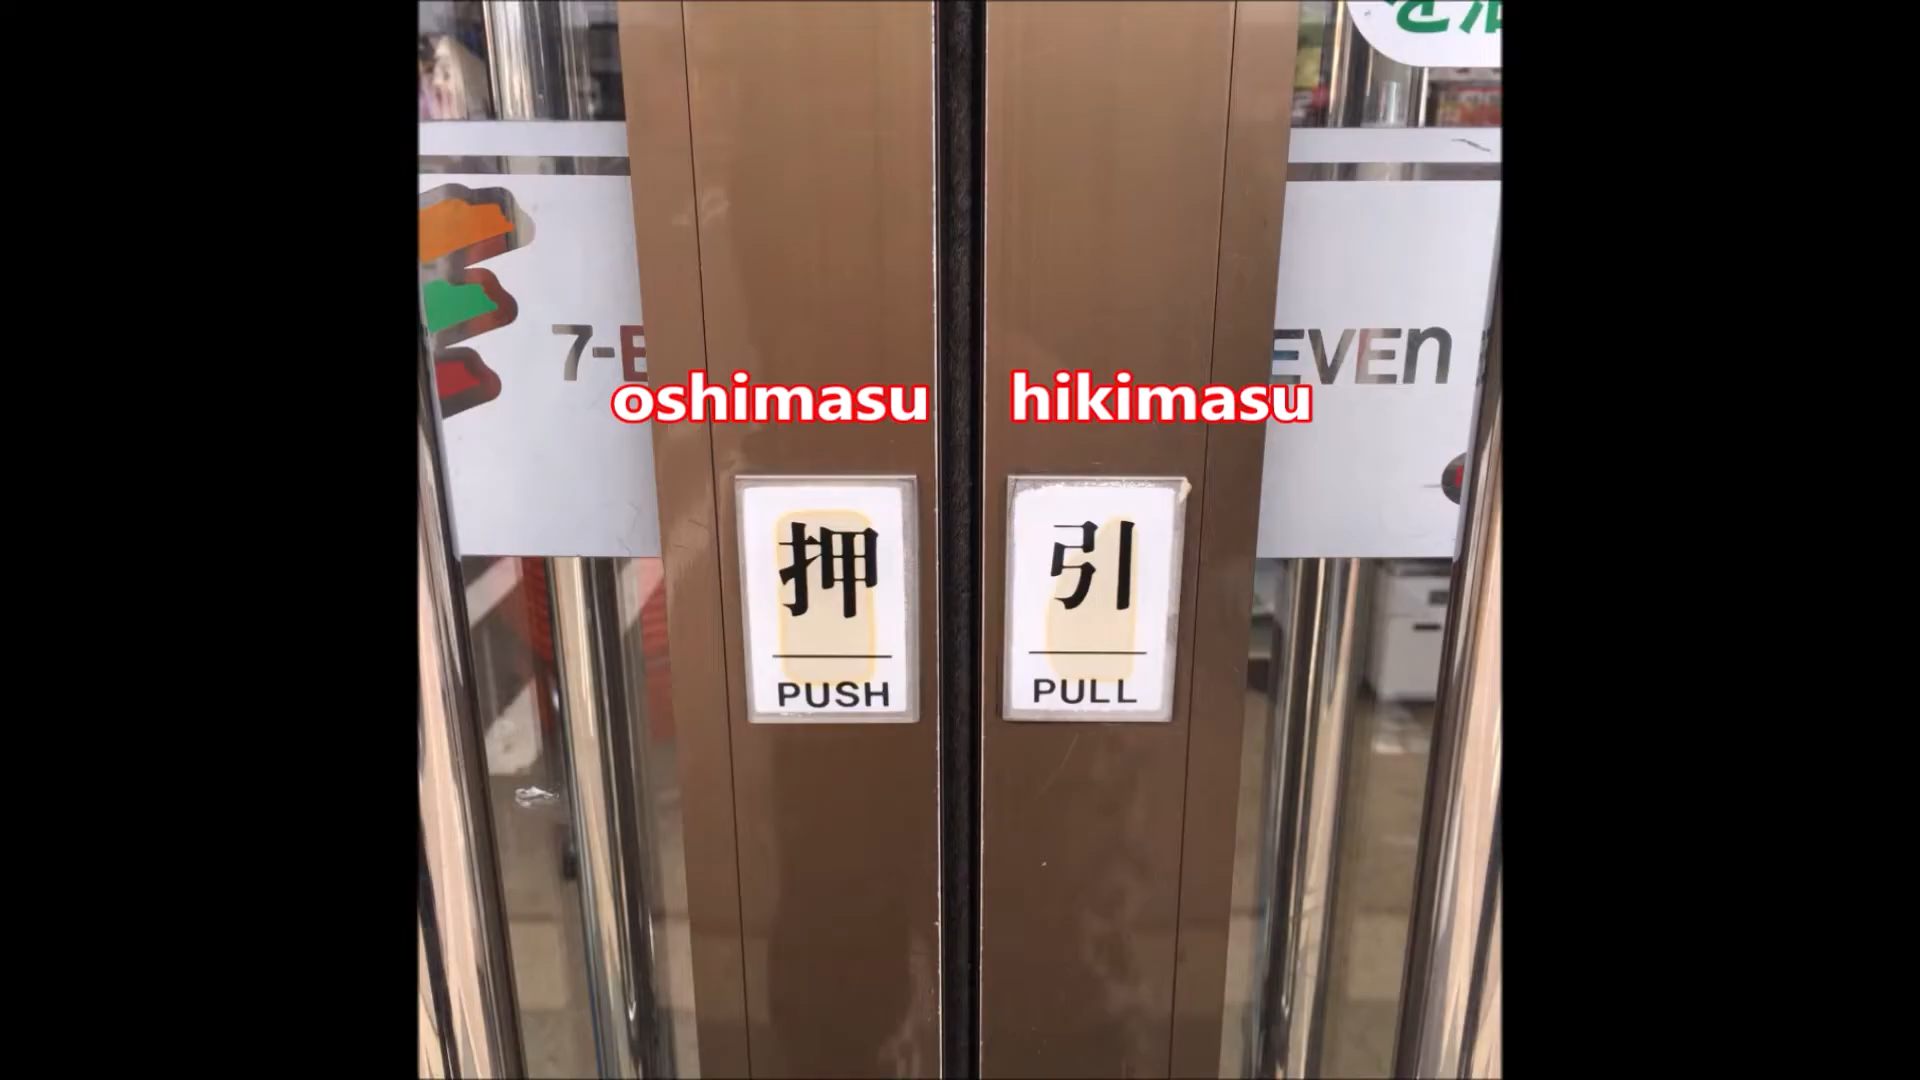 7-E
EVEn
oshimasu
hikimasu
押
PUSH
引
PULL